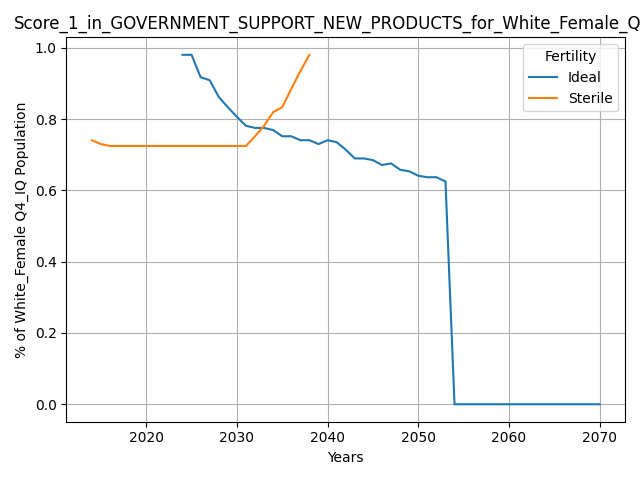 Score_1_in_GOVERNMENT_SUPPORT_NEW_PRODUCTS_for_White_Female_Q
Fertility
Ideal
Sterile
% of White_Female Q4_IQ Population
1.0
0.8
0.6
0.4
0.2
0.0
2020 2030 2040 2050 2060 2070
Years